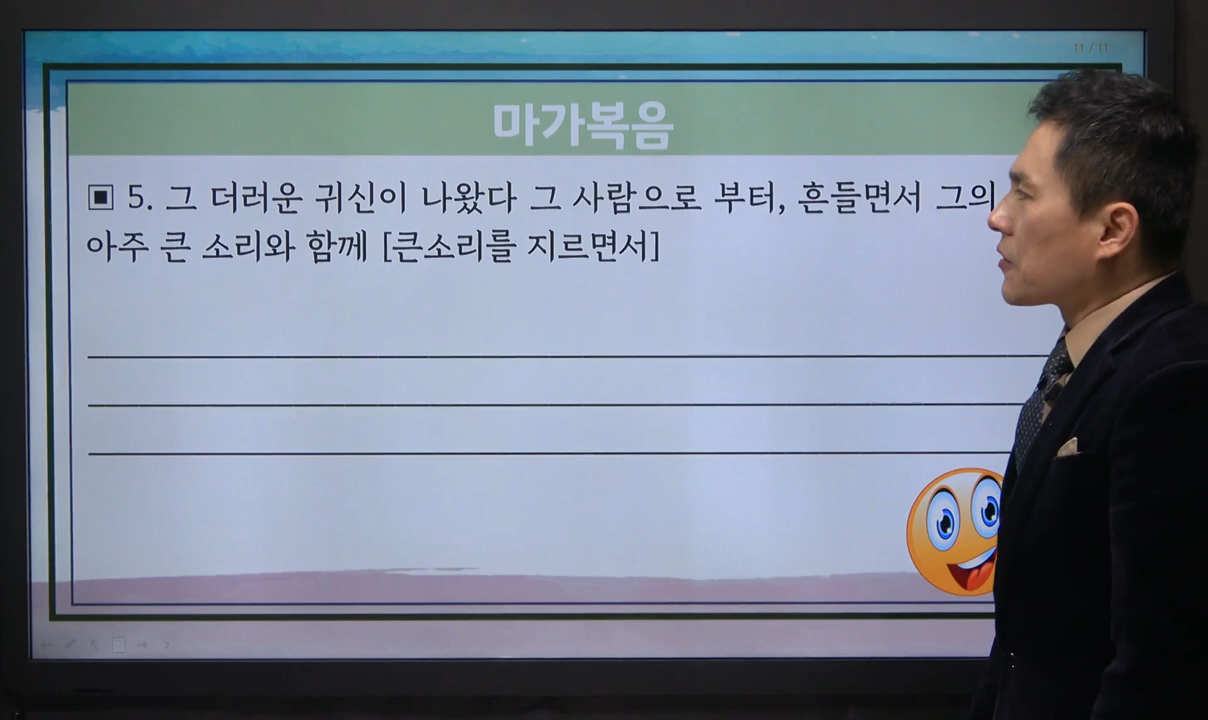 11 / 11
마가복음
▣ 5. 그 더러운 귀신이 나왔다 그 사람으로 부터, 흔들면서 그의
아주 큰 소리와 함께 [큰소리를 지르면서]